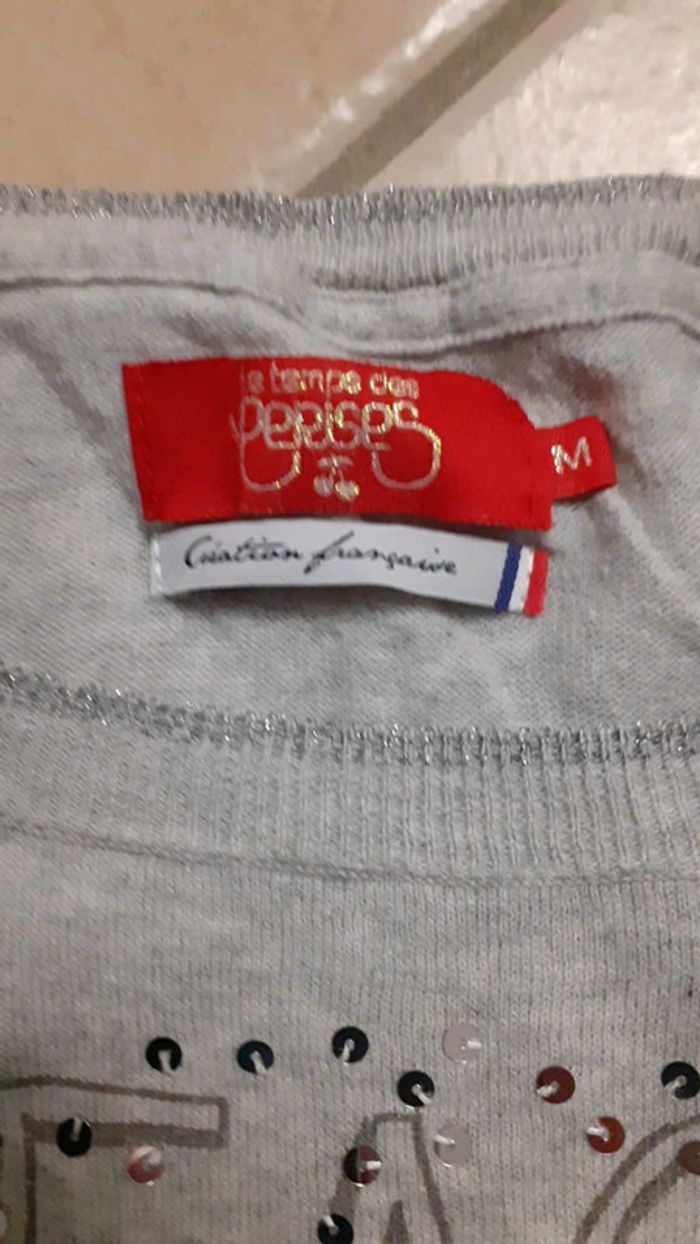 le temps des
cerises
M
Création française